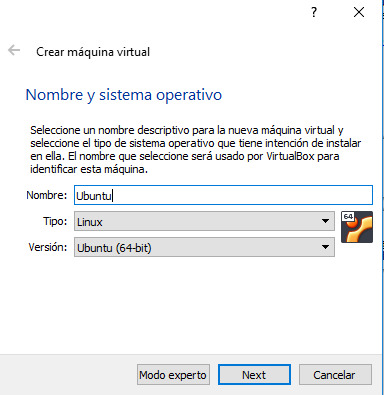 ?
Crear máquina virtual
Nombre y sistema operativo
Seleccione un nombre descriptivo para la nueva máquina virtual y
seleccione el tipo de sistema operativo que tiene intención de instalar
en ella. El nombre que seleccione será usado por VirtualBox para
identificar esta máquina.
Nombre: Ubuntu
Tipo: Linux
64
Versión: Ubuntu (64-bit)
Modo experto Next Cancelar